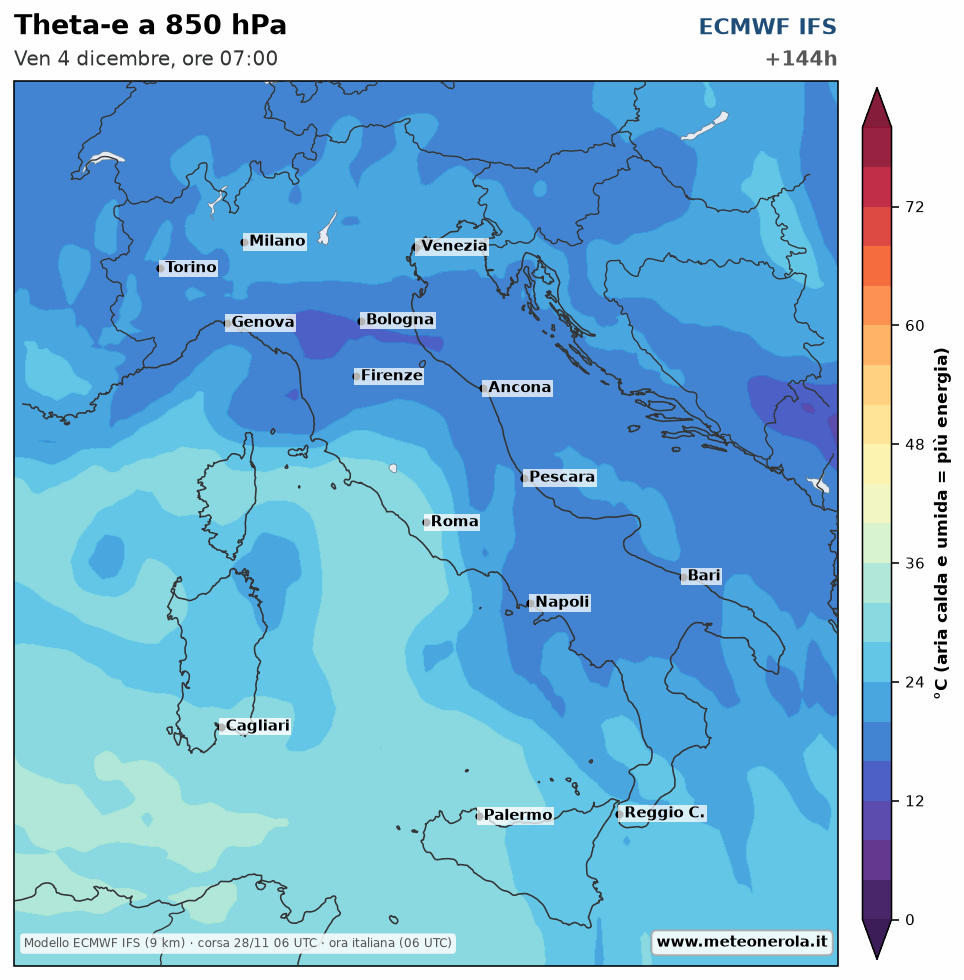 Theta-e a 850 hPa
ECMWF IFS
Ven 4 dicembre, ore 07:00
+144h
Milano
Venezia
Torino
Genova
Bologna
Firenze
Ancona
Pescara
Roma
Bari
Napoli
Cagliari
Palermo
Reggio C.
72
60
48
36
24
12
0
°C (aria calda e umida = più energia)
Modello ECMWF IFS (9 km) · corsa 28/11 06 UTC · ora italiana (06 UTC)
www.meteonerola.it